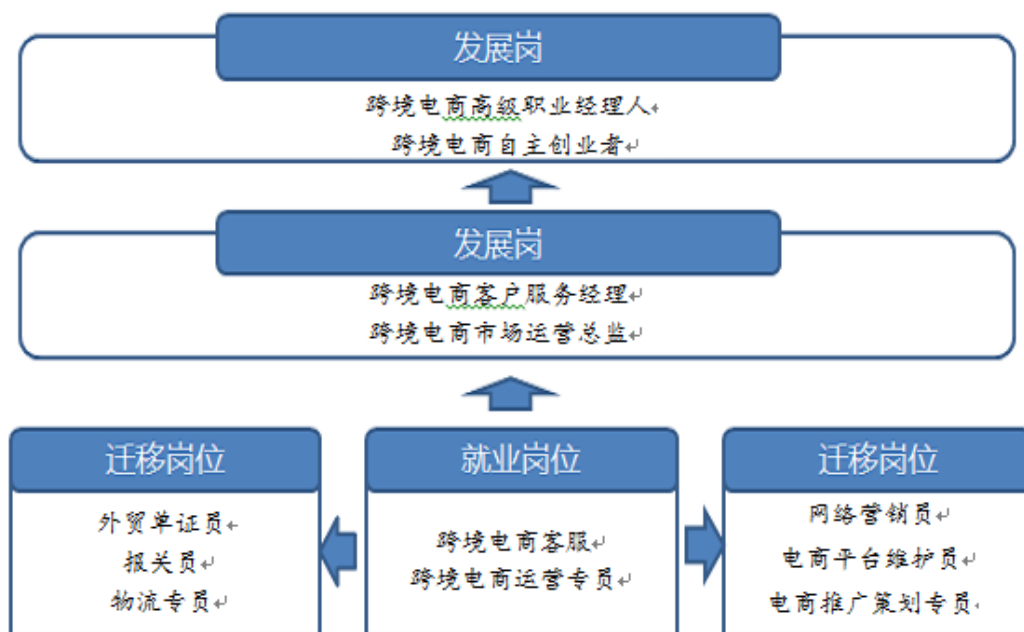 发展岗
跨境电商高级职业经理人
跨境电商自主创业者
发展岗
跨境电商客户服务经理
跨境电商市场运营总监
迁移岗位
外贸单证员
报关员
物流专员
就业岗位
跨境电商客服
跨境电商运营专员
迁移岗位
网络营销员
电商平台维护员
电商推广策划专员